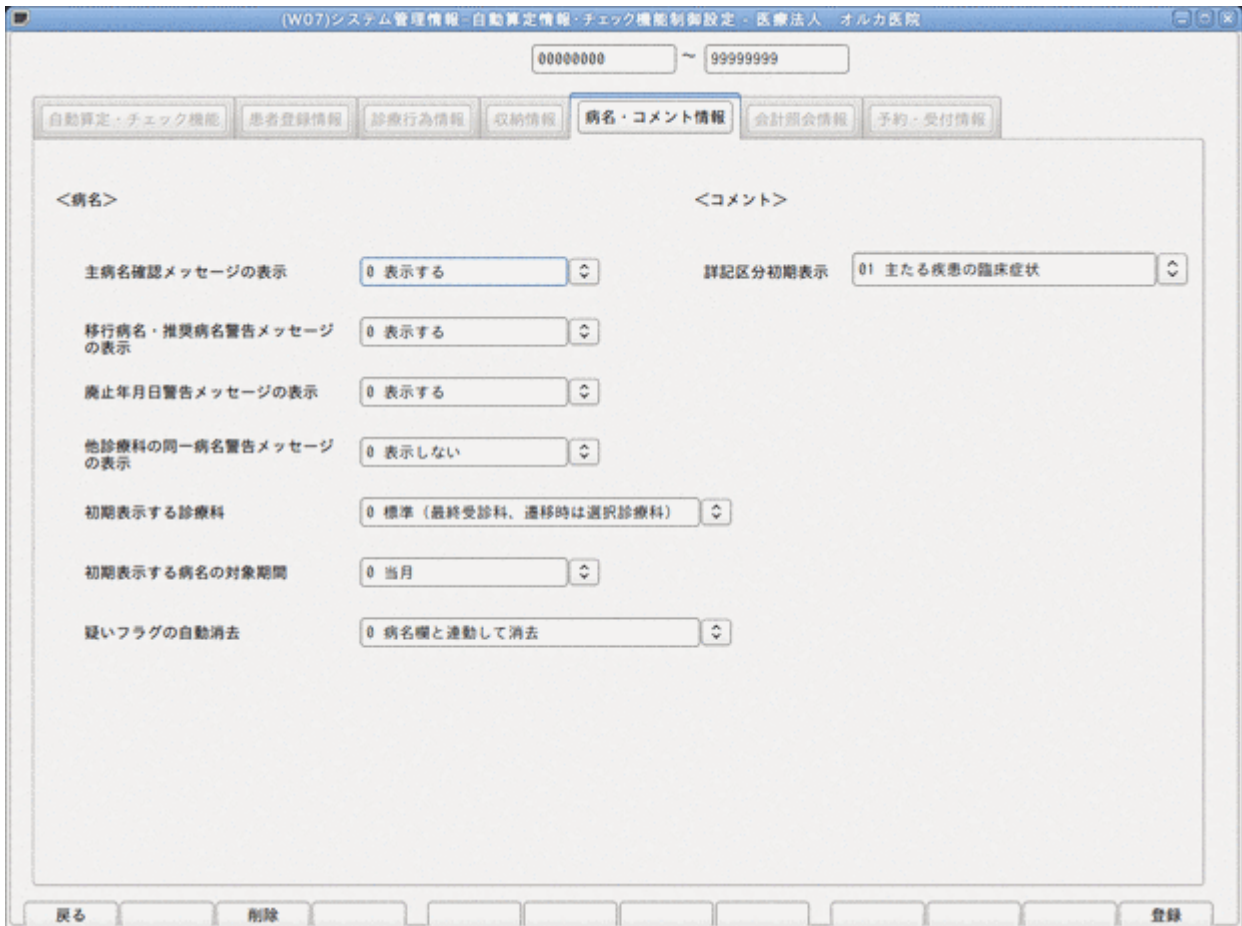 (W07)システム管理情報-自動算定情報・チェック機能制御設定 - 医療法人　オルカ医院
00000000 ～ 99999999
自動算定・チェック機能 患者登録情報 診療行為情報 収納情報 病名・コメント情報 会計照会情報 予約・受付情報
＜病名＞ ＜コメント＞
主病名確認メッセージの表示 0 表示する 詳記区分初期表示 01 主たる疾患の臨床症状
移行病名・推奨病名警告メッセージ
の表示 0 表示する
廃止年月日警告メッセージの表示 0 表示する
他診療科の同一病名警告メッセージ
の表示 0 表示しない
初期表示する診療科 0 標準（最終受診科、遷移時は選択診療科）
初期表示する病名の対象期間 0 当月
疑いフラグの自動消去 0 病名欄と連動して消去
戻る 削除 登録